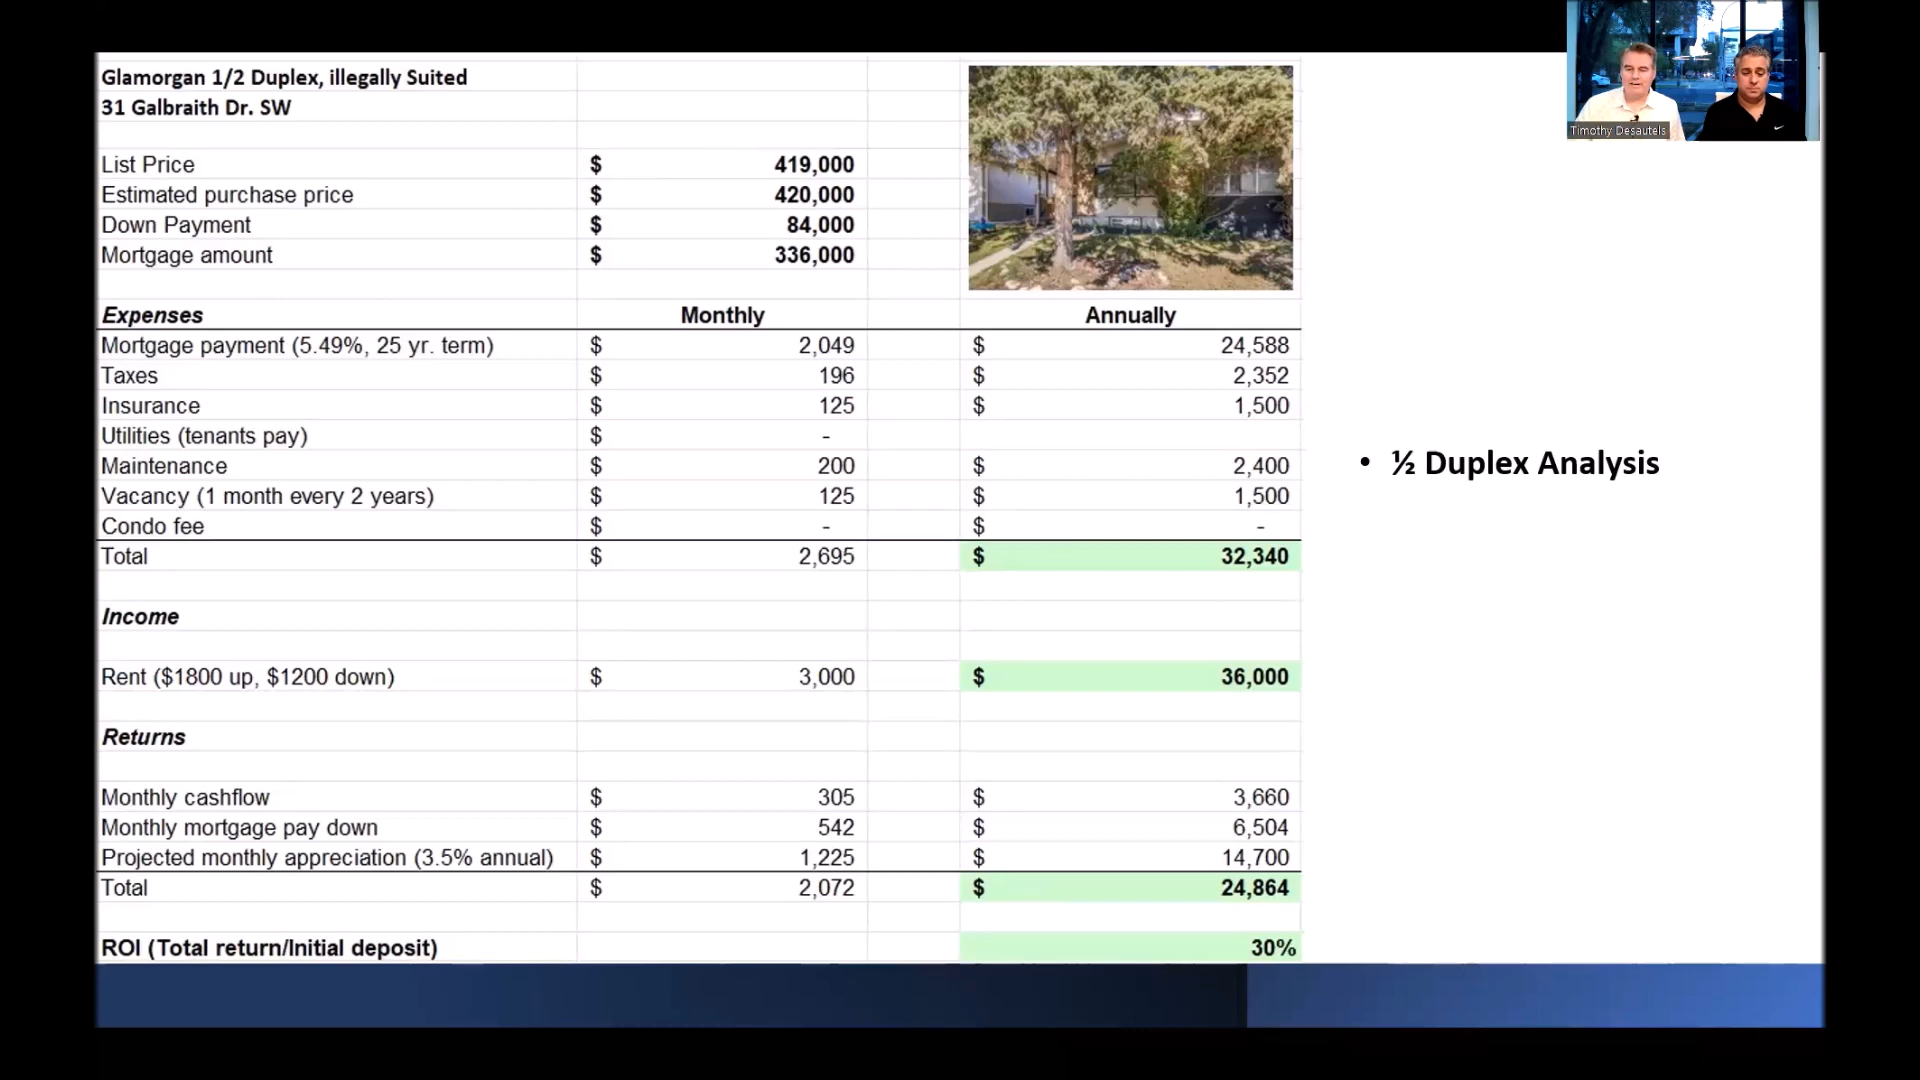 Glamorgan 1/2 Duplex, illegally Suited
31 Galbraith Dr. SW
List Price $ 419,000
Estimated purchase price $ 420,000
Down Payment $ 84,000
Mortgage amount $ 336,000
Expenses Monthly Annually
Mortgage payment (5.49%, 25 yr. term) $ 2,049 $ 24,588
Taxes $ 196 $ 2,352
Insurance $ 125 $ 1,500
Utilities (tenants pay) $ -
Maintenance $ 200 $ 2,400
Vacancy (1 month every 2 years) $ 125 $ 1,500
Condo fee $ - $ -
Total $ 2,695 $ 32,340
Income
Rent ($1800 up, $1200 down) $ 3,000 $ 36,000
Returns
Monthly cashflow $ 305 $ 3,660
Monthly mortgage pay down $ 542 $ 6,504
Projected monthly appreciation (3.5% annual) $ 1,225 $ 14,700
Total $ 2,072 $ 24,864
ROI (Total return/Initial deposit) 30%
• ½ Duplex Analysis
Timothy Desautels